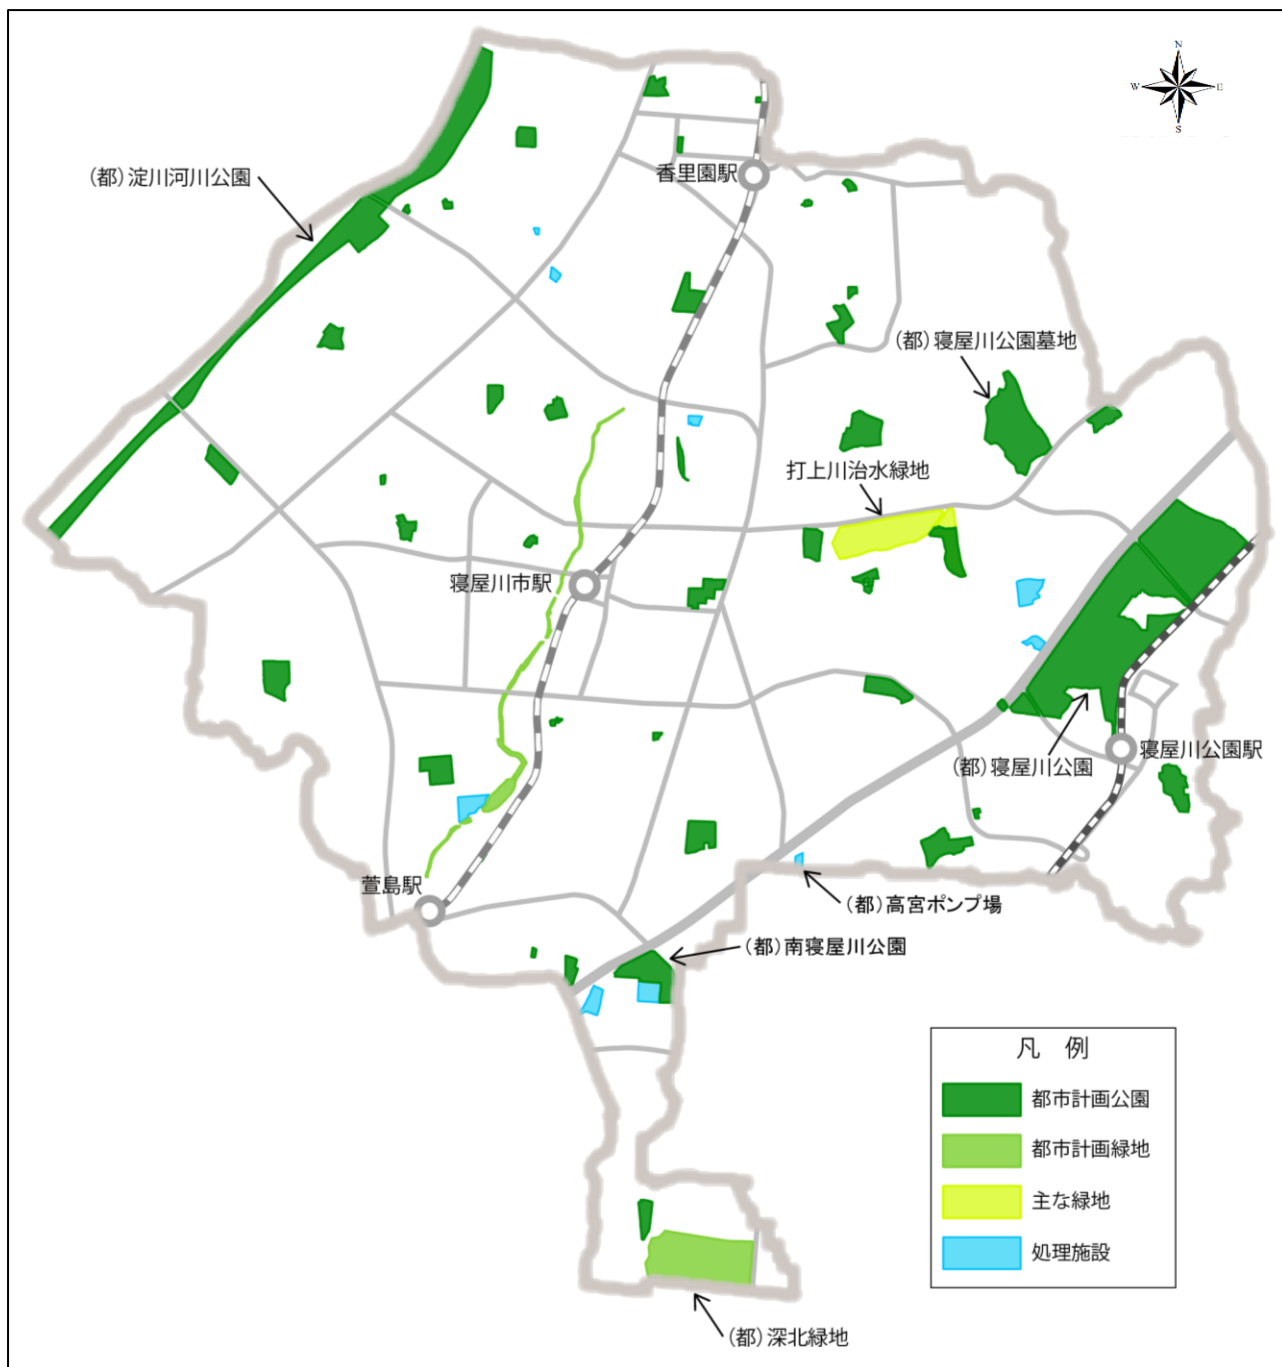 N
W
E
S
香里園駅
（都）淀川河川公園
（都）寝屋川公園墓地
打上川治水緑地
寝屋川市駅
寝屋川公園駅
（都）寝屋川公園
萱島駅
（都）高宮ポンプ場
（都）南寝屋川公園
凡　例
都市計画公園
都市計画緑地
主な緑地
処理施設
（都）深北緑地